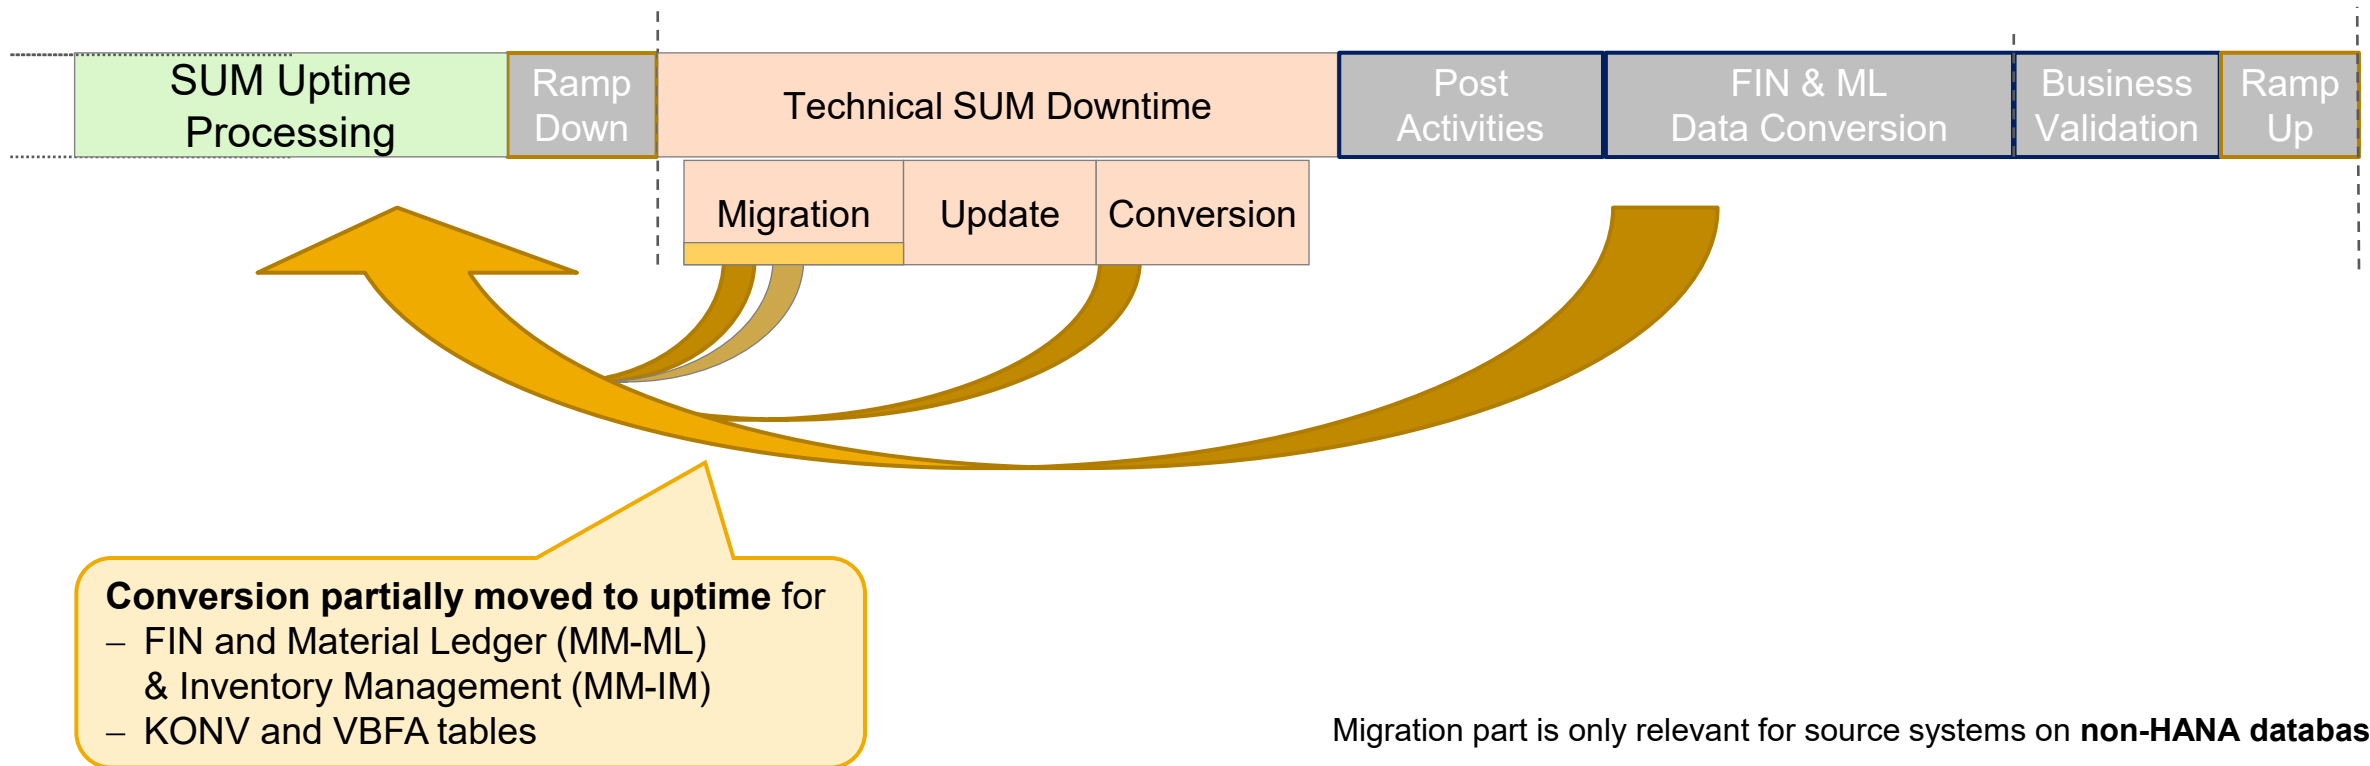 SUM Uptime
Processing
Ramp
Down
Technical SUM Downtime
Post
Activities
FIN & ML
Data Conversion
Business
Validation
Ramp
Up
Migration
Update
Conversion
Conversion partially moved to uptime for
– FIN and Material Ledger (MM-ML)
& Inventory Management (MM-IM)
– KONV and VBFA tables
Migration part is only relevant for source systems on non-HANA databas